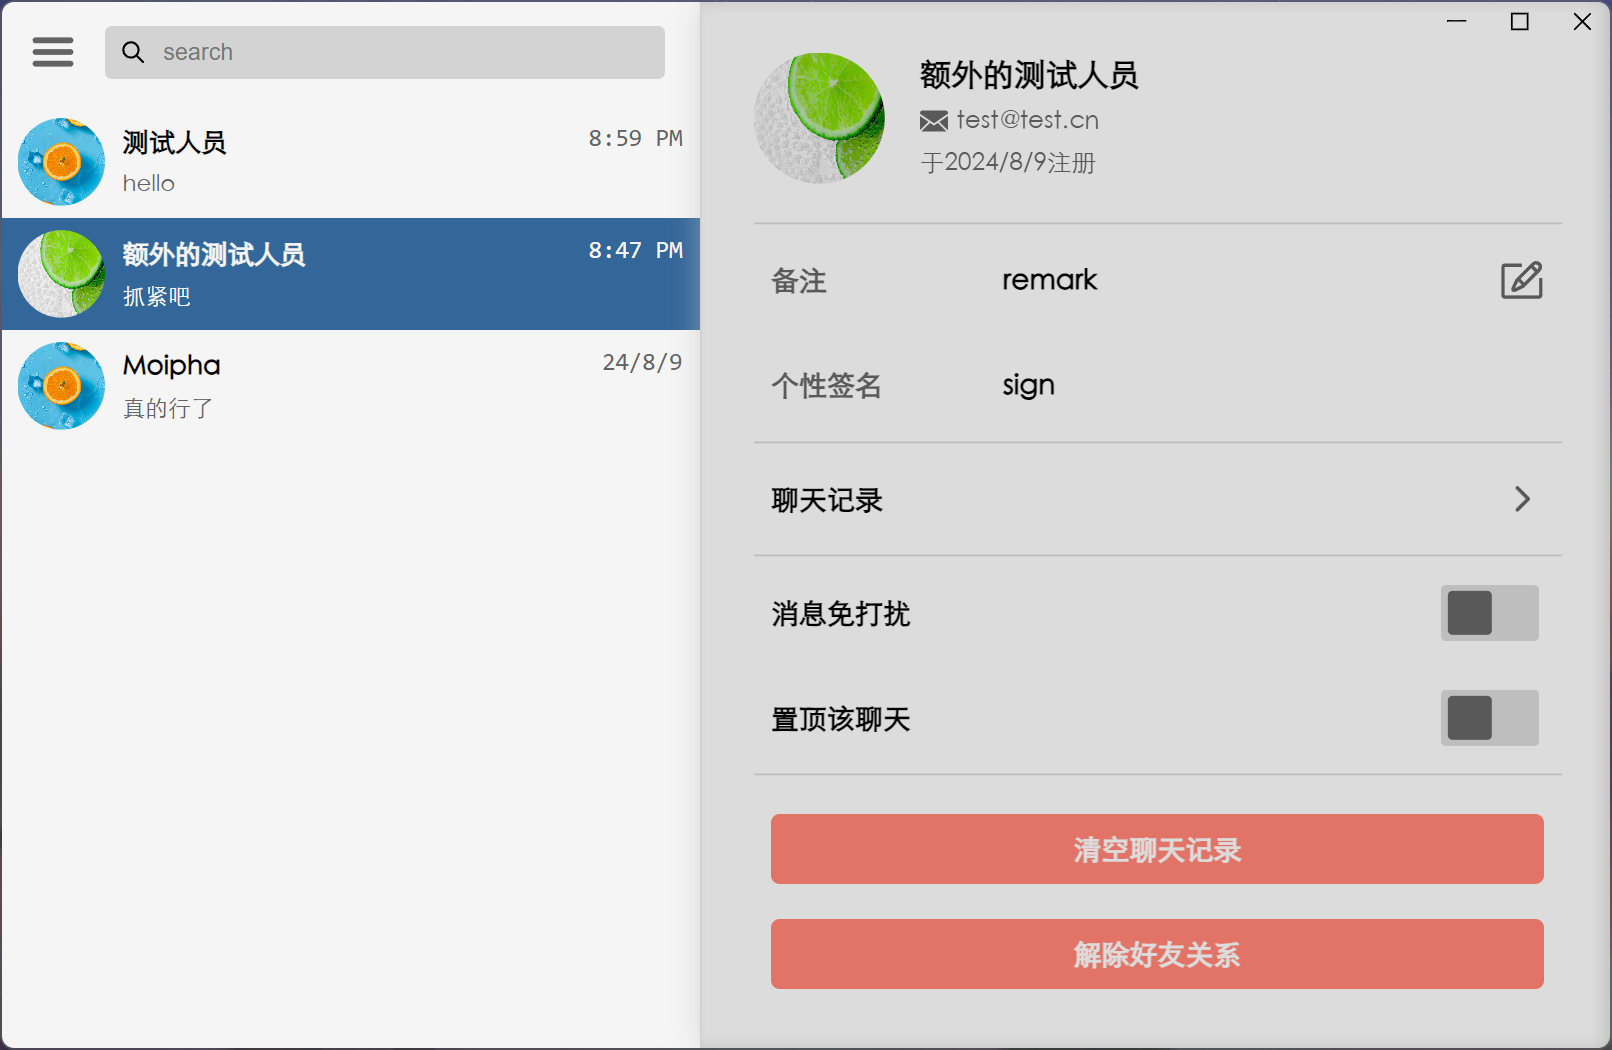 search
测试人员
8:59 PM
hello
额外的测试人员
8:47 PM
抓紧吧
Moipha
24/8/9
真的行了
额外的测试人员
test@test.cn
于2024/8/9注册
备注
remark
个性签名
sign
聊天记录
消息免打扰
置顶该聊天
清空聊天记录
解除好友关系